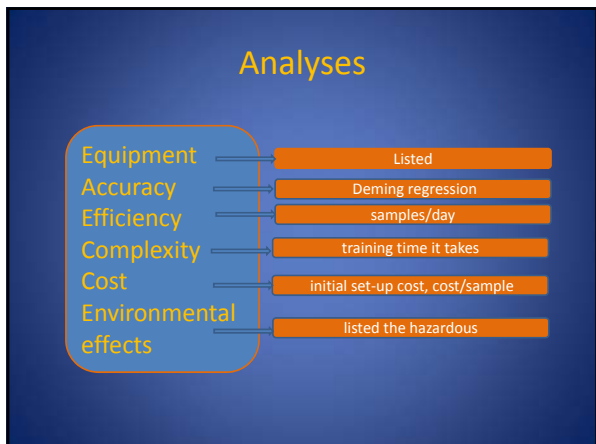 Analyses
Equipment
Listed
Accuracy
Deming regression
Efficiency
samples/day
Complexity
training time it takes
Cost
initial set-up cost, cost/sample
Environmental
effects
listed the hazardous